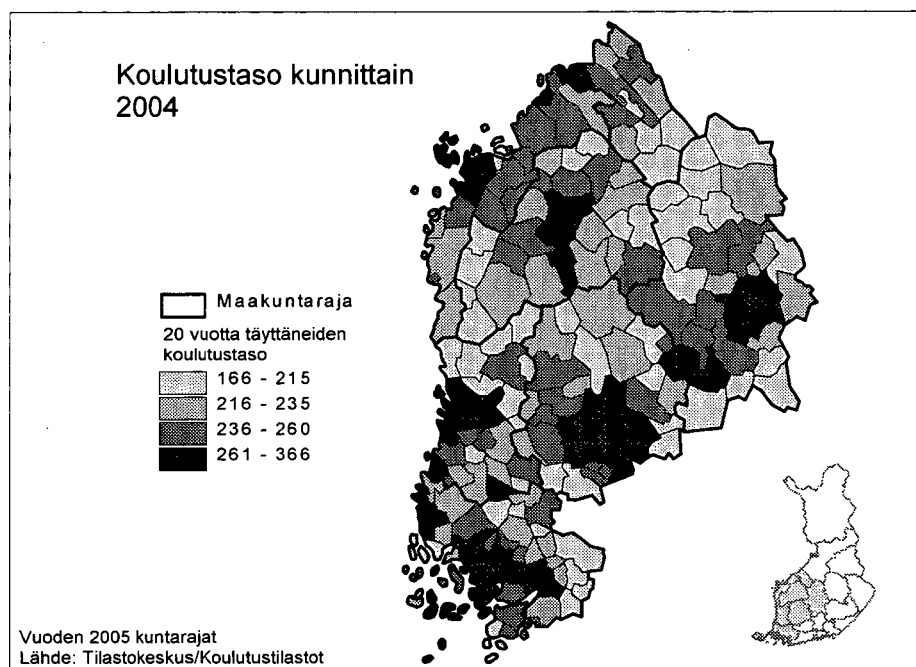 Koulutustaso kunnittain
2004
Maakuntaraja
20 vuotta täyttäneiden
koulutustaso
166 - 215
216 - 235
236 - 260
261 - 366
Vuoden 2005 kuntarajat
Lähde: Tilastokeskus/Koulutustilastot